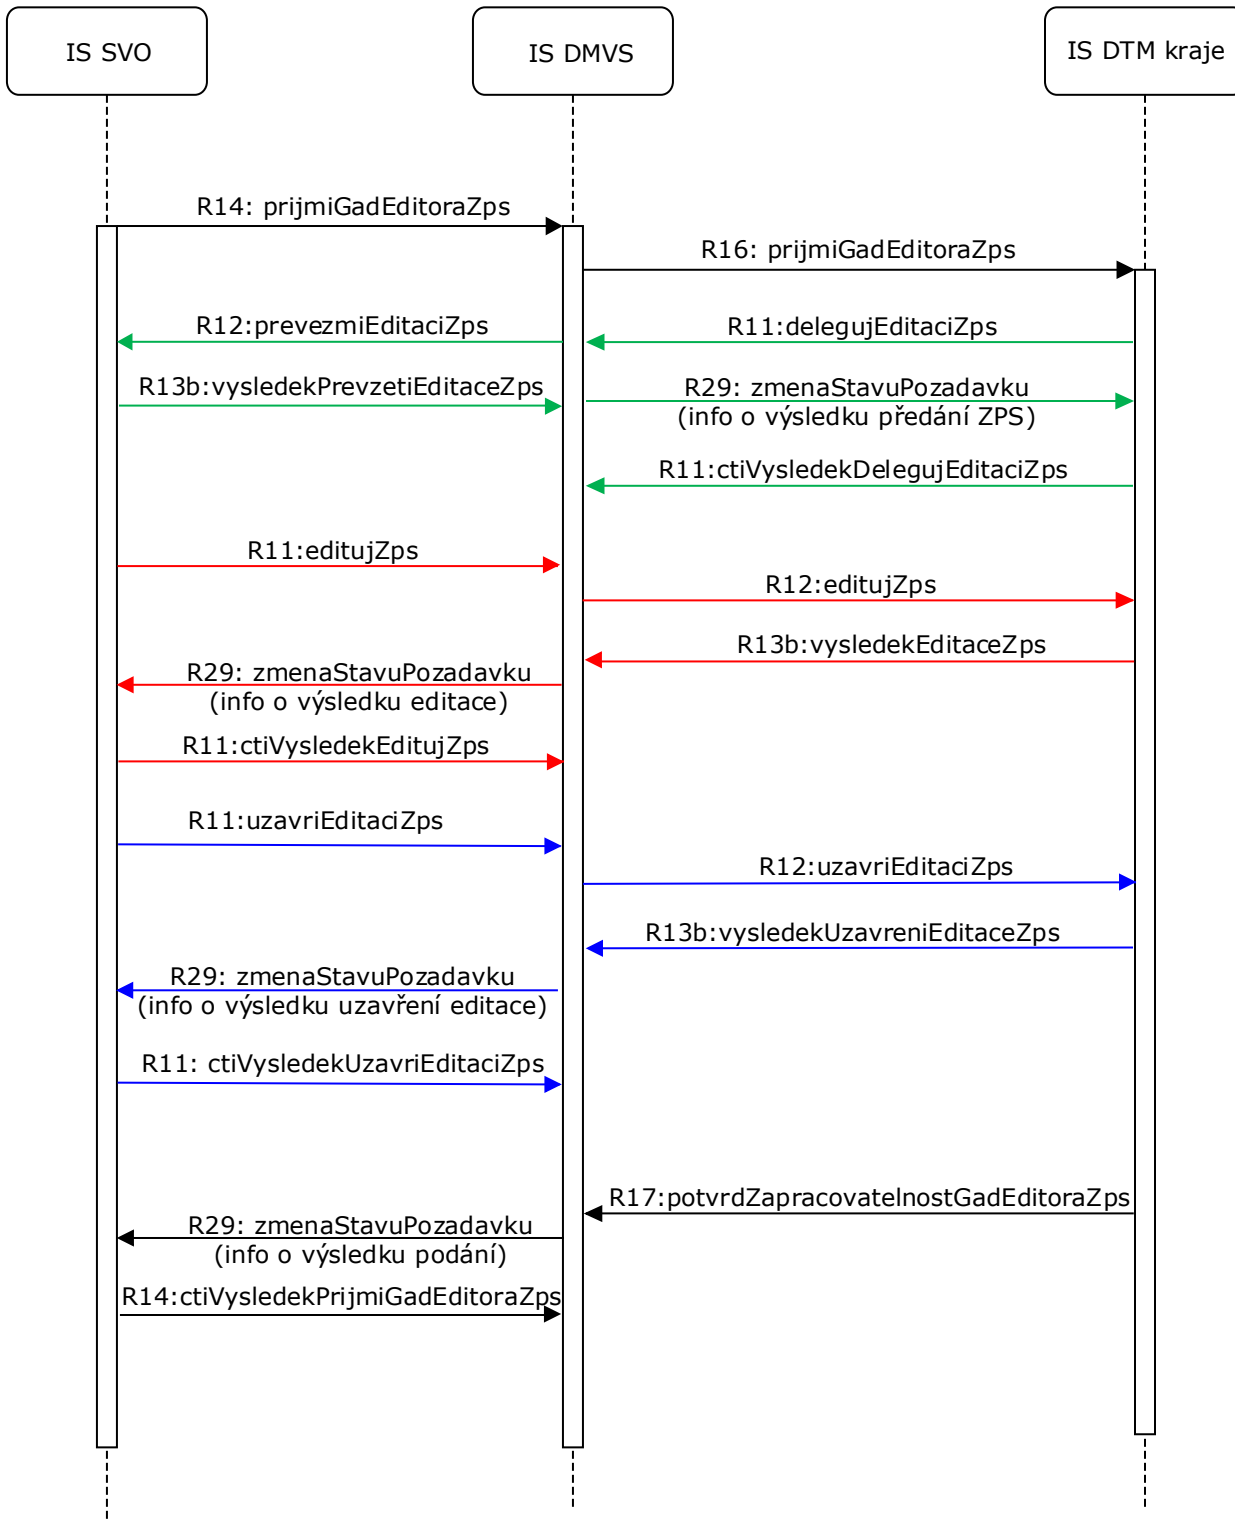 IS SVO
IS DMVS
IS DTM kraje
R14: prijmiGadEditoraZps
R16: prijmiGadEditoraZps
R12:prevezmiEditaciZps
R11:delegujEditaciZps
R13b:vysledekPrevzetiEditaceZps
R29: zmenaStavuPozadavku
(info o výsledku předání ZPS)
R11:ctiVysledekDelegujEditaciZps
R11:editujZps
R12:editujZps
R13b:vysledekEditaceZps
R29: zmenaStavuPozadavku
(info o výsledku editace)
R11:ctiVysledekEditujZps
R11:uzavriEditaciZps
R12:uzavriEditaciZps
R13b:vysledekUzavreniEditaceZps
R29: zmenaStavuPozadavku
(info o výsledku uzavření editace)
R11: ctiVysledekUzavriEditaciZps
R17:potvrdZapracovatelnostGadEditoraZps
R29: zmenaStavuPozadavku
(info o výsledku podání)
R14:ctiVysledekPrijmiGadEditoraZps